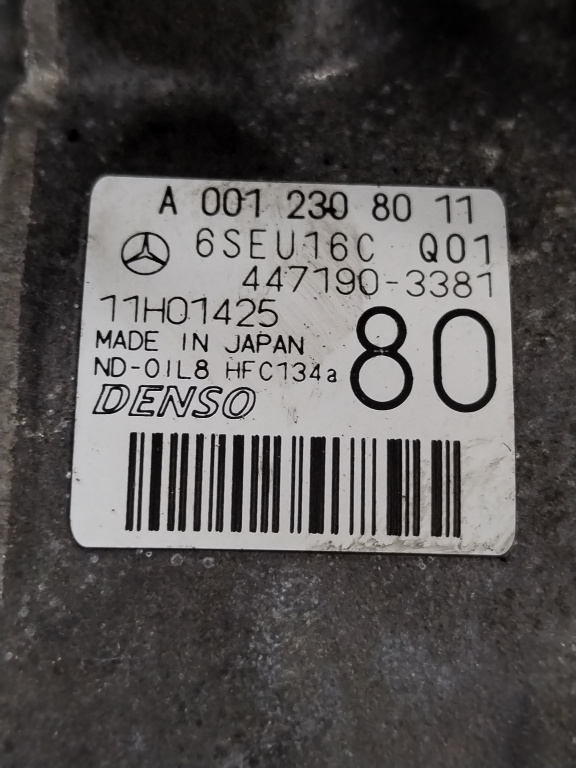 A 001 230 80 11
6SEU16C Q01
447190-3381
11H01425
80
MADE IN JAPAN
ND-OIL8 HFC134a
DENSO